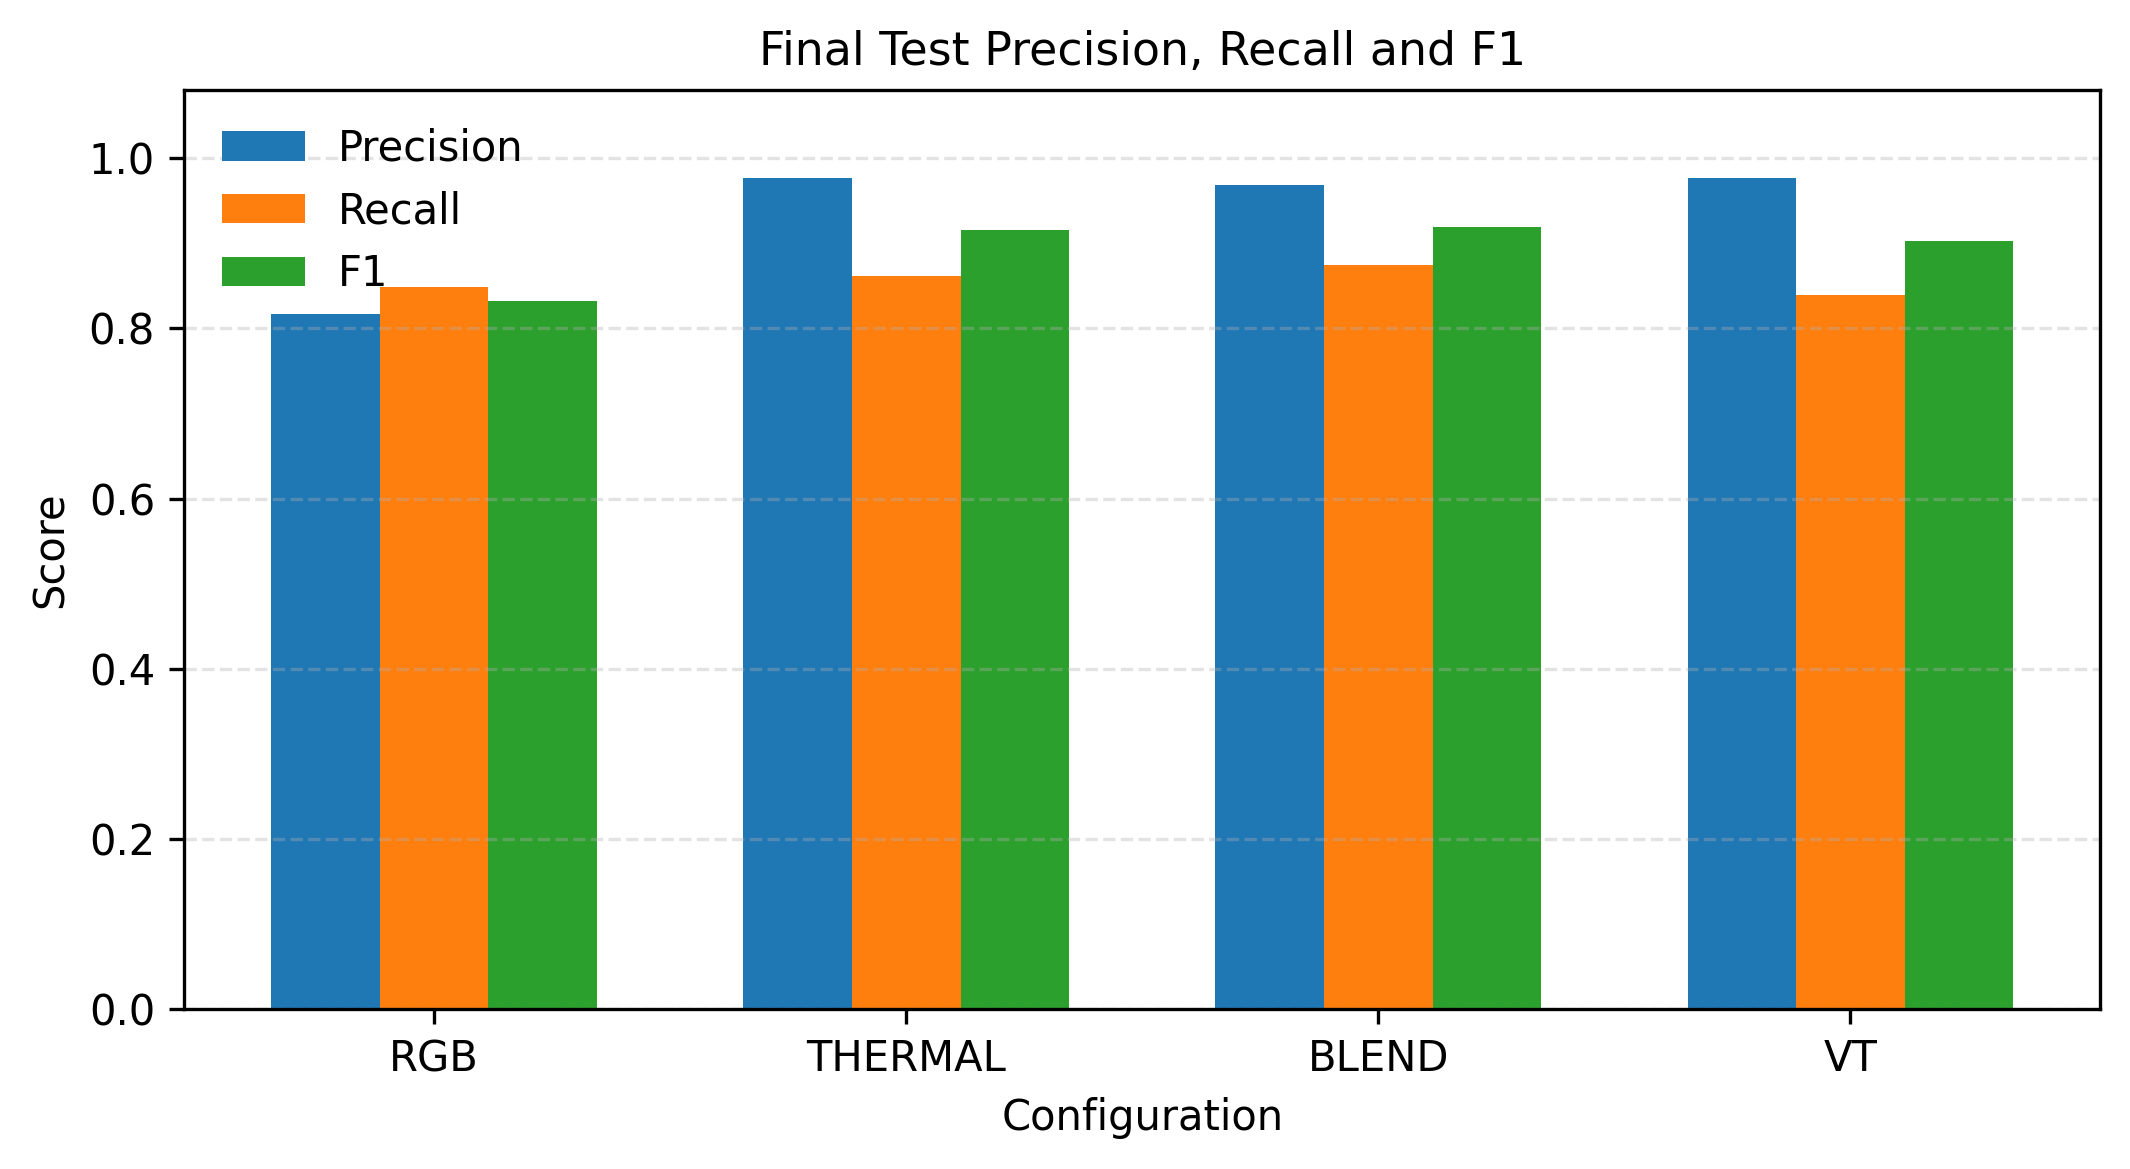 Final Test Precision, Recall and F1
Precision
Recall
F1
1.0
0.8
0.6
0.4
0.2
0.0
Score
RGB
THERMAL
BLEND
VT
Configuration